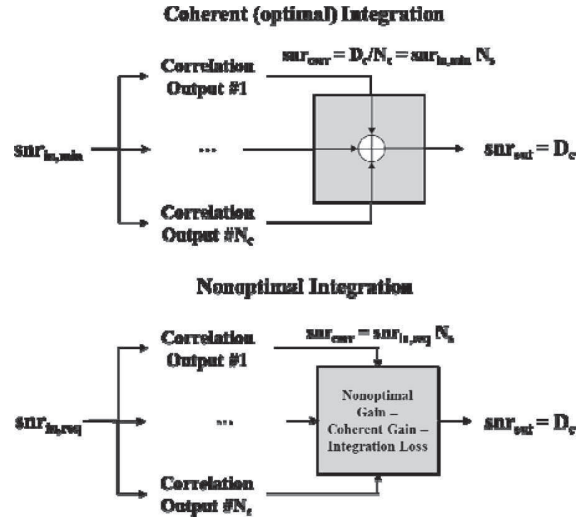 Coherent (optimal) Integration
Correlation
Output #1
snr_corr = D_c/N_c = snr_in,min N_s
snr_in,min
...
snr_out = D_c
Correlation
Output #N_c
Nonoptimal Integration
Correlation
Output #1
snr_corr = snr_in,req N_s
snr_in,req
...
Nonoptimal
Gain –
Coherent Gain –
Integration Loss
snr_out = D_c
Correlation
Output #N_c